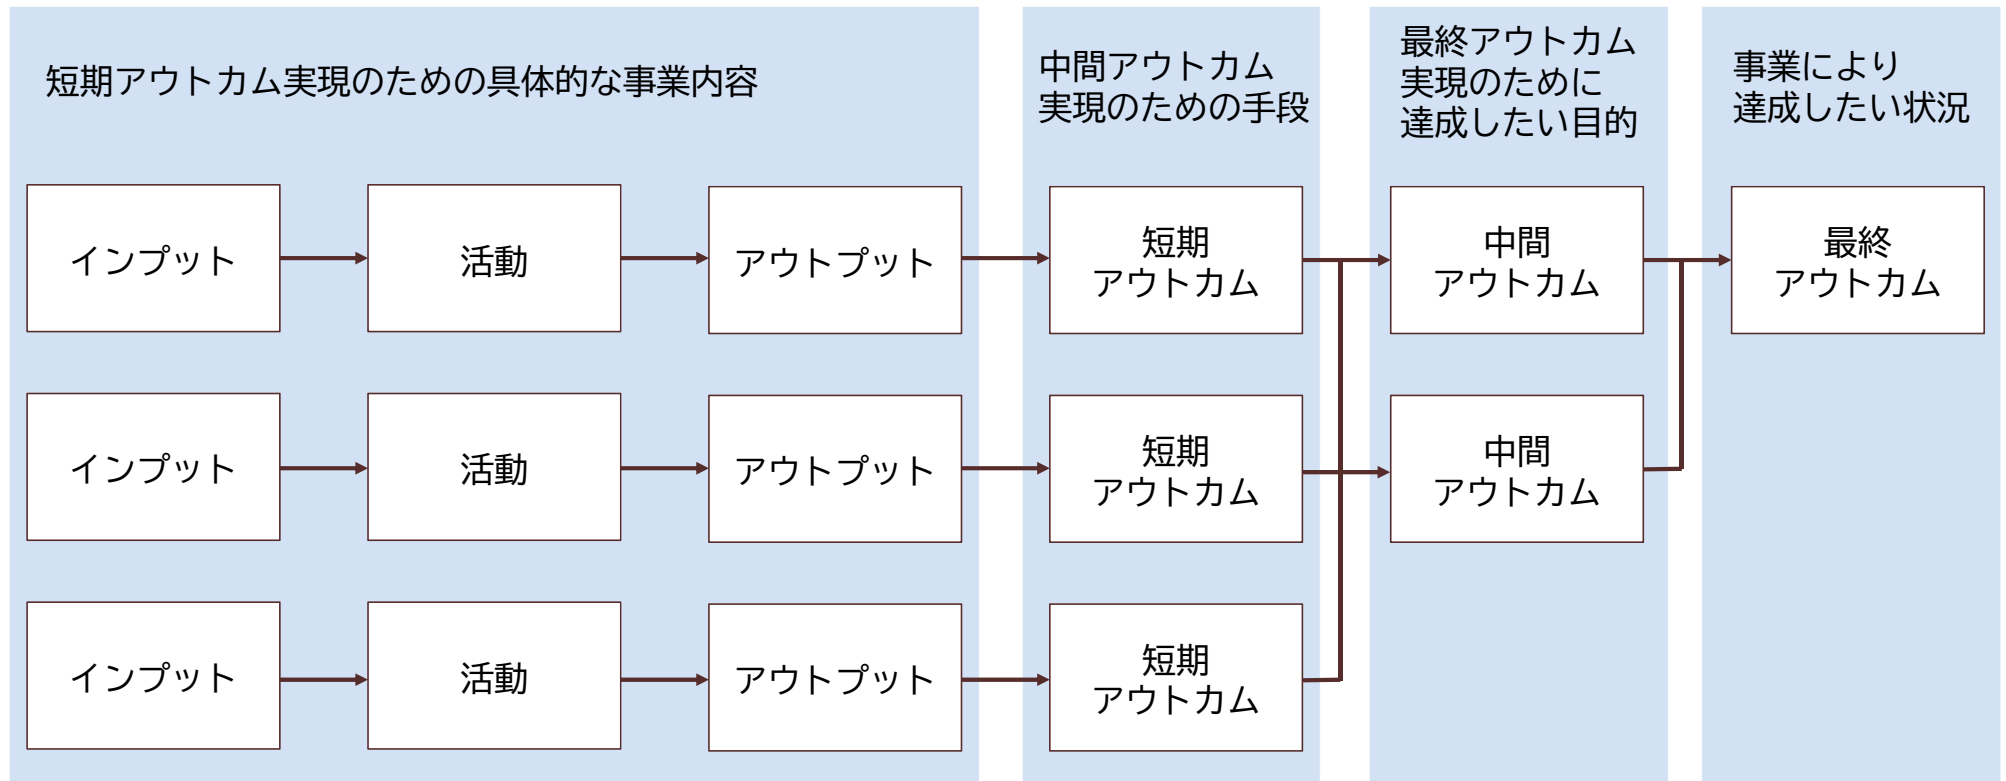 短期アウトカム実現のための具体的な事業内容
中間アウトカム
実現のための手段
最終アウトカム
実現のために
達成したい目的
事業により
達成したい状況
インプット
活動
アウトプット
短期
アウトカム
中間
アウトカム
最終
アウトカム
インプット
活動
アウトプット
短期
アウトカム
中間
アウトカム
インプット
活動
アウトプット
短期
アウトカム